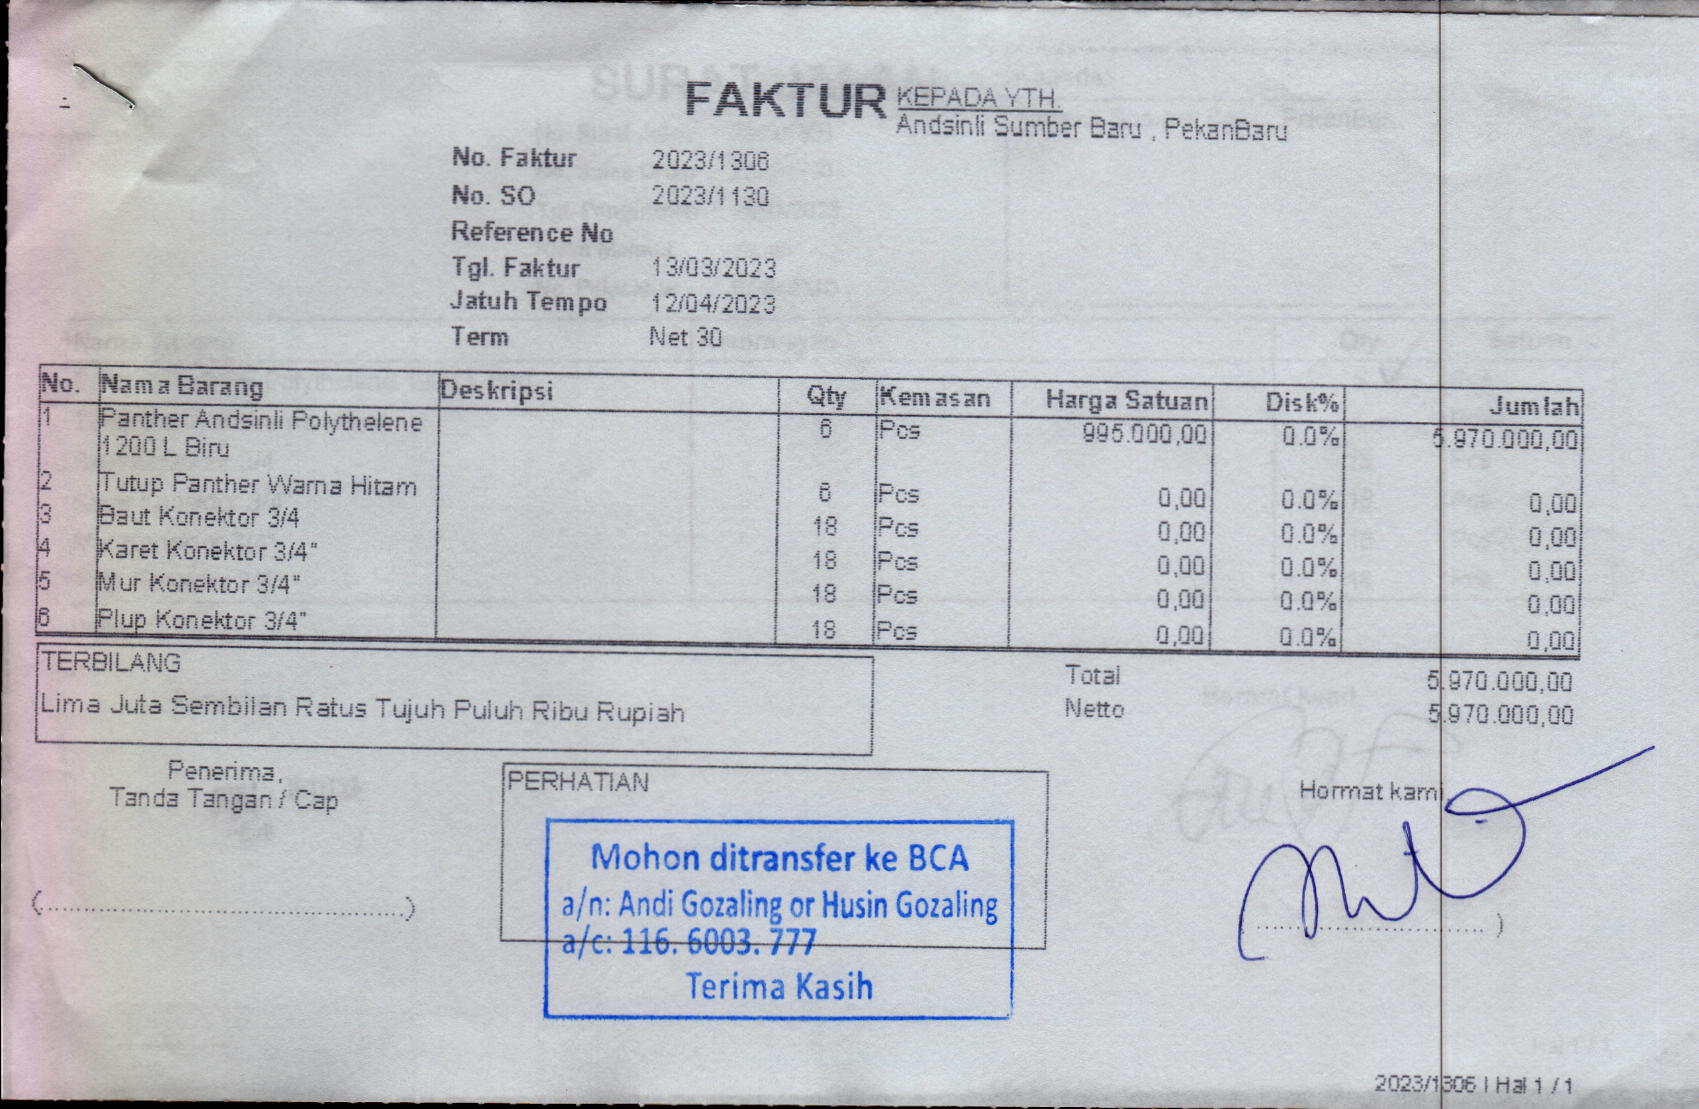 FAKTUR
KEPADA YTH.
Andsinli Sumber Baru , PekanBaru
No. Faktur 2023/1306
No. SO 2023/1130
Reference No
Tgl. Faktur 13/03/2023
Jatuh Tempo 12/04/2023
Term Net 30
No. Nama Barang Deskripsi Qty Kemasan Harga Satuan Disk% Jumlah
1 Panther Andsinli Polythelene 6 Pcs 995.000,00 0.0% 5.970.000,00
1200 L Biru
2 Tutup Panther Warna Hitam 6 Pcs 0,00 0.0% 0,00
3 Baut Konektor 3/4 18 Pcs 0,00 0.0% 0,00
4 Karet Konektor 3/4" 18 Pcs 0,00 0.0% 0,00
5 Mur Konektor 3/4" 18 Pcs 0,00 0.0% 0,00
6 Plup Konektor 3/4" 18 Pcs 0,00 0.0% 0,00
TERBILANG
Lima Juta Sembilan Ratus Tujuh Puluh Ribu Rupiah
Total 5.970.000,00
Netto 5.970.000,00
Penerima,
Tanda Tangan / Cap
(........................................)
PERHATIAN
Mohon ditransfer ke BCA
a/n: Andi Gozaling or Husin Gozaling
a/c: 116. 6003. 777
Terima Kasih
Hormat kami,
2023/1306 | Hal 1 / 1